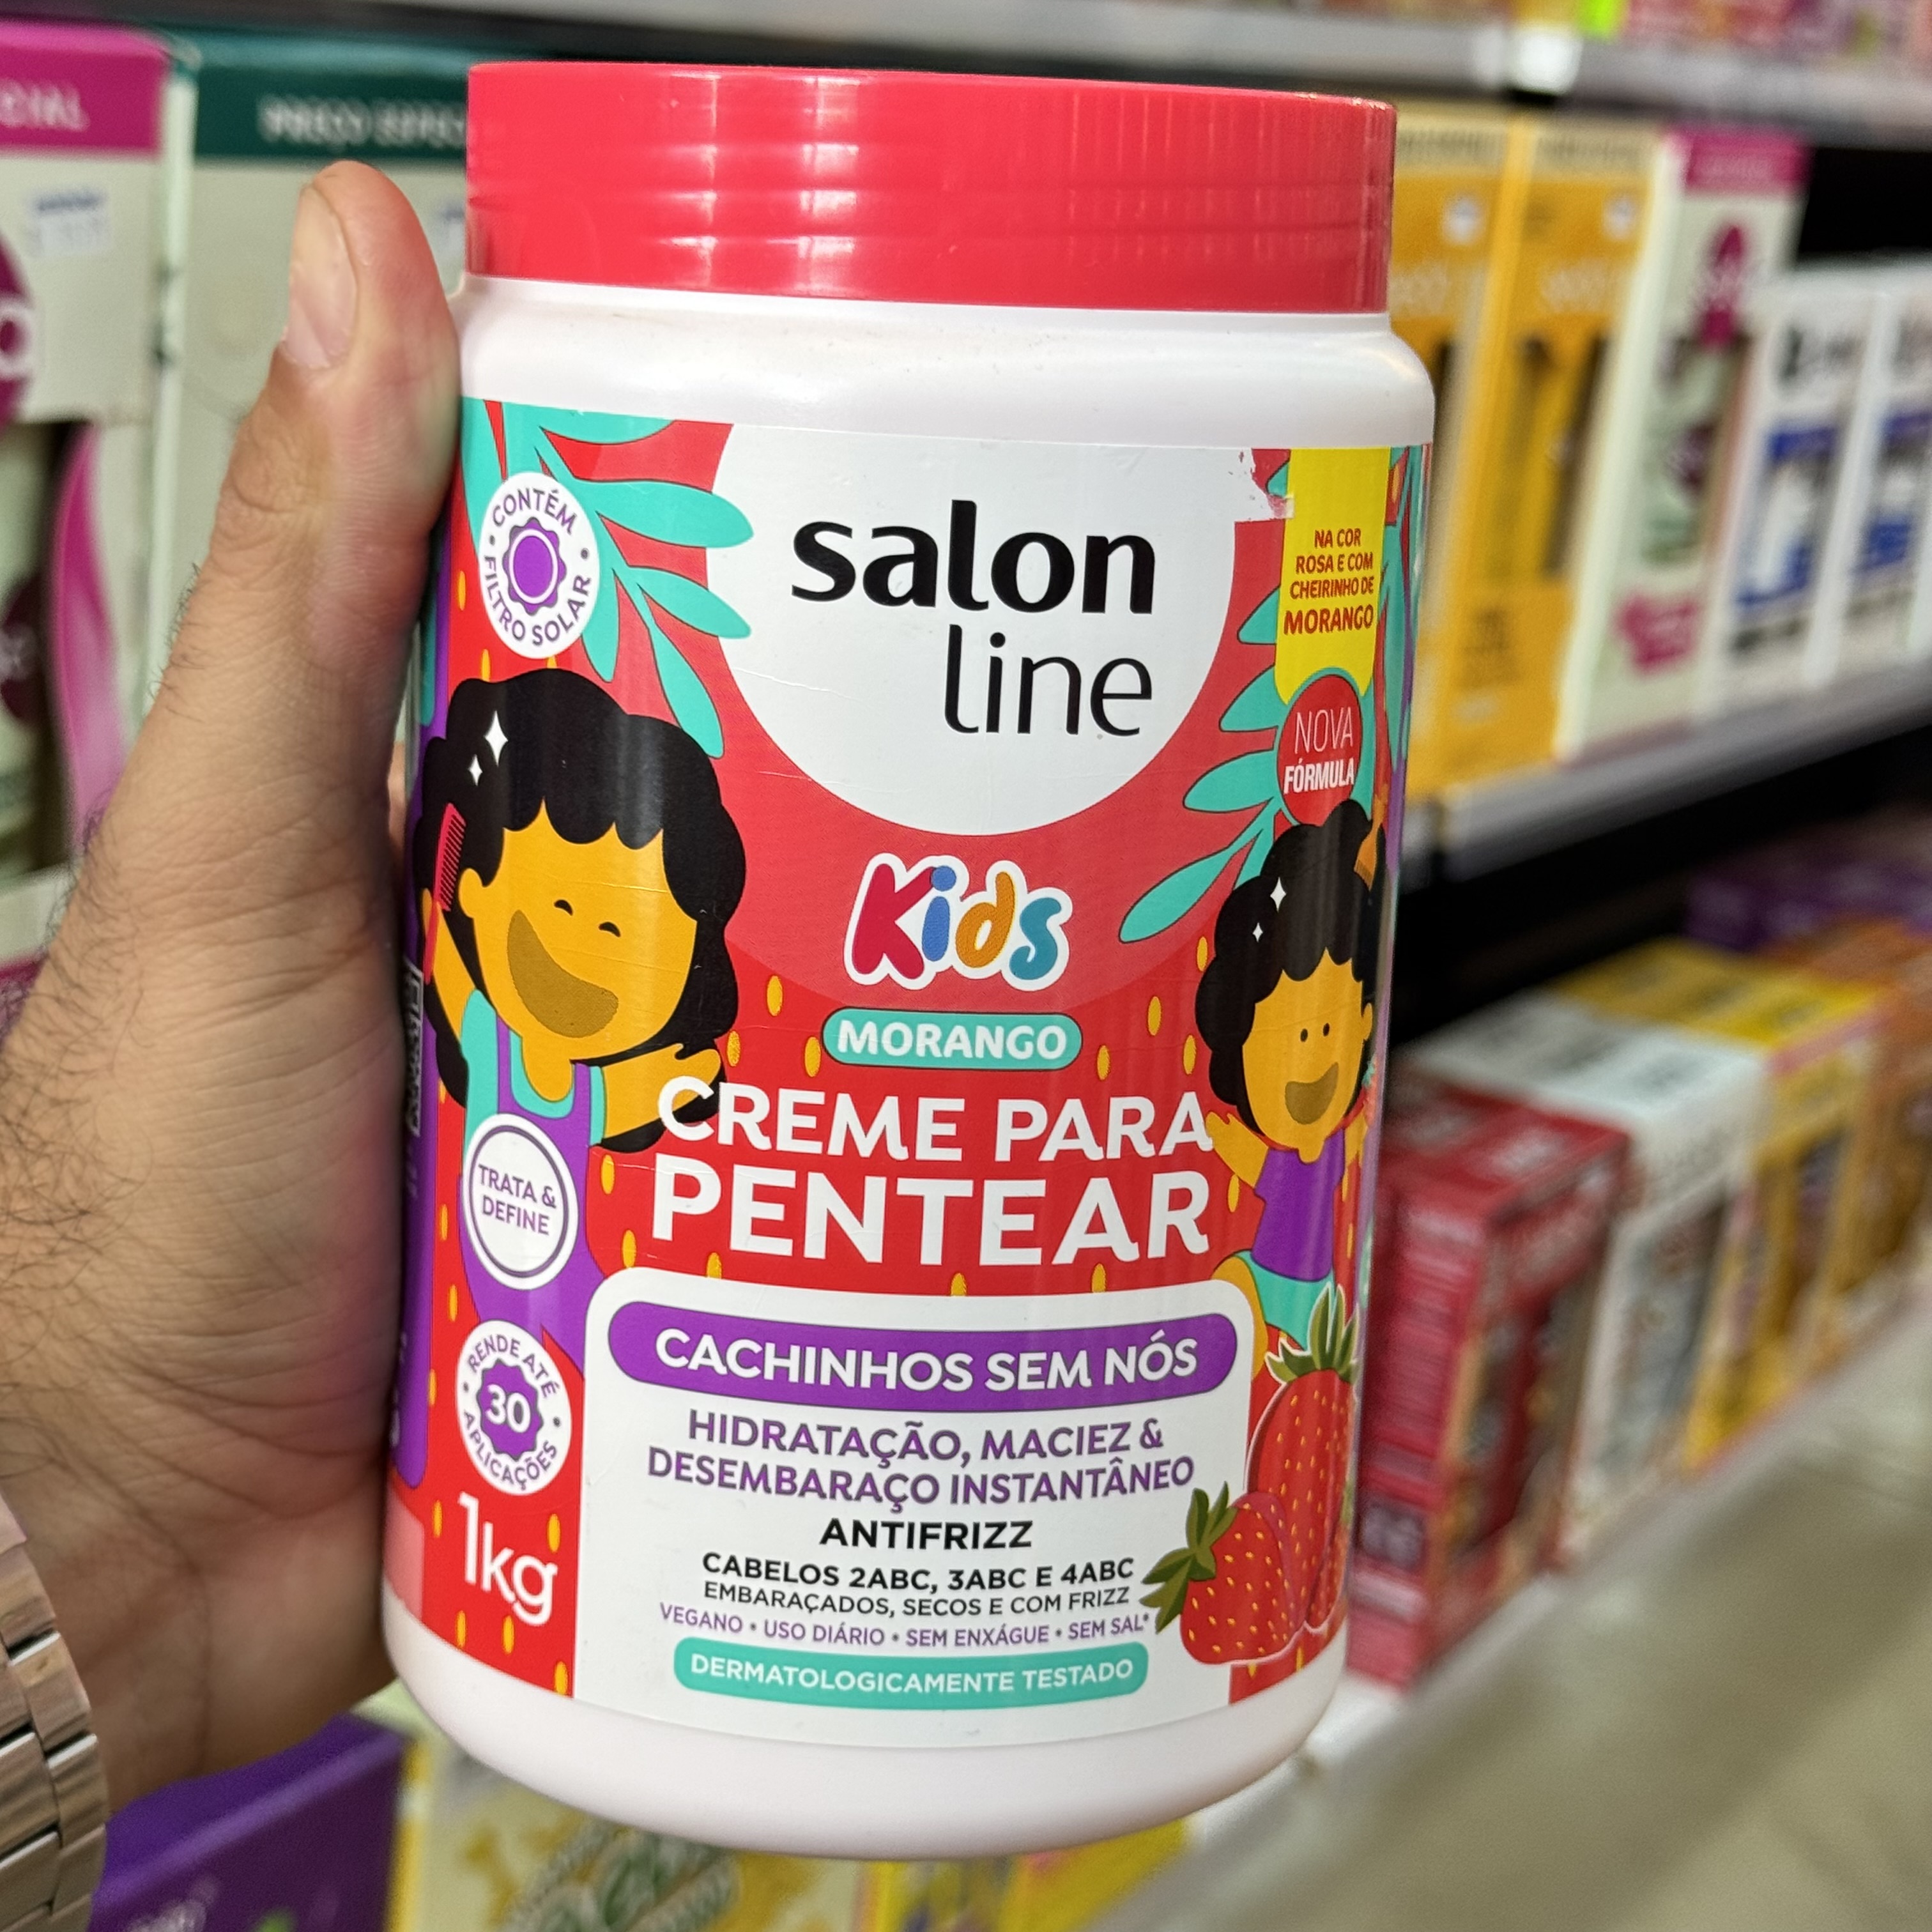 PREÇO ESPEC
CONTÉM
FILTRO SOLAR
salon
line
NA COR
ROSA E COM
CHEIRINHO DE
MORANGO
NOVA
FÓRMULA
Kids
MORANGO
CREME PARA
PENTEAR
TRATA &
DEFINE
CACHINHOS SEM NÓS
RENDE ATÉ
30
APLICAÇÕES
HIDRATAÇÃO, MACIEZ &
DESEMBARAÇO INSTANTÂNEO
ANTIFRIZZ
1kg
CABELOS 2ABC, 3ABC E 4ABC
EMBARAÇADOS, SECOS E COM FRIZZ
VEGANO • USO DIÁRIO • SEM ENXÁGUE • SEM SAL*
DERMATOLOGICAMENTE TESTADO